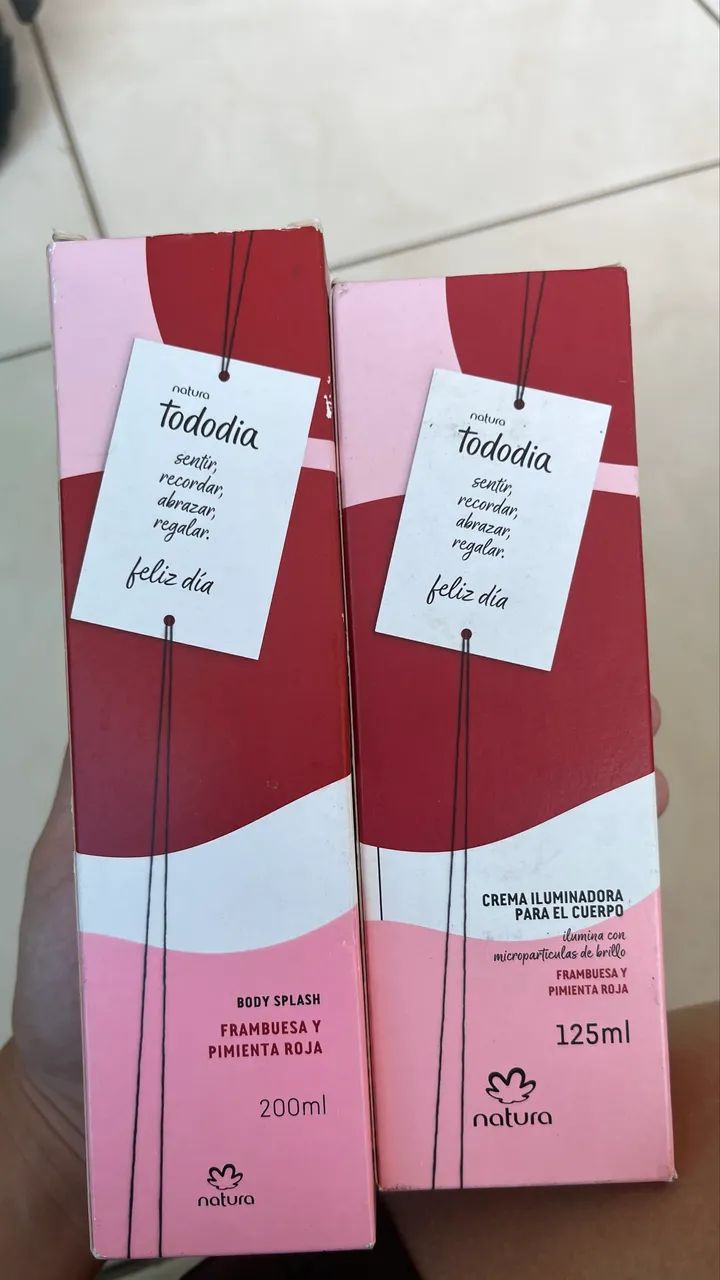 natura
tododia
sentir,
recordar,
abrazar,
regalar.
feliz día
BODY SPLASH
FRAMBUESA Y
PIMIENTA ROJA
200ml
natura
natura
tododia
sentir,
recordar,
abrazar,
regalar.
feliz día
CREMA ILUMINADORA
PARA EL CUERPO
ilumina con
microparticulas de brillo
FRAMBUESA Y
PIMIENTA ROJA
125ml
natura